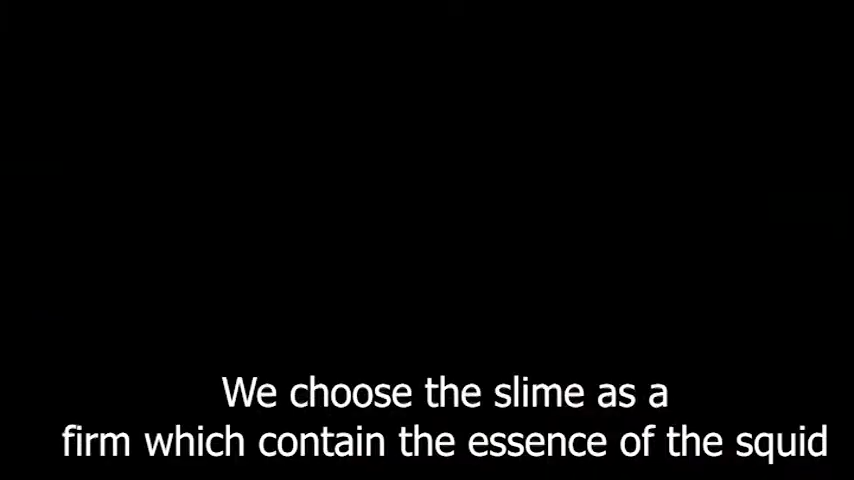 We choose the slime as a
firm which contain the essence of the squid